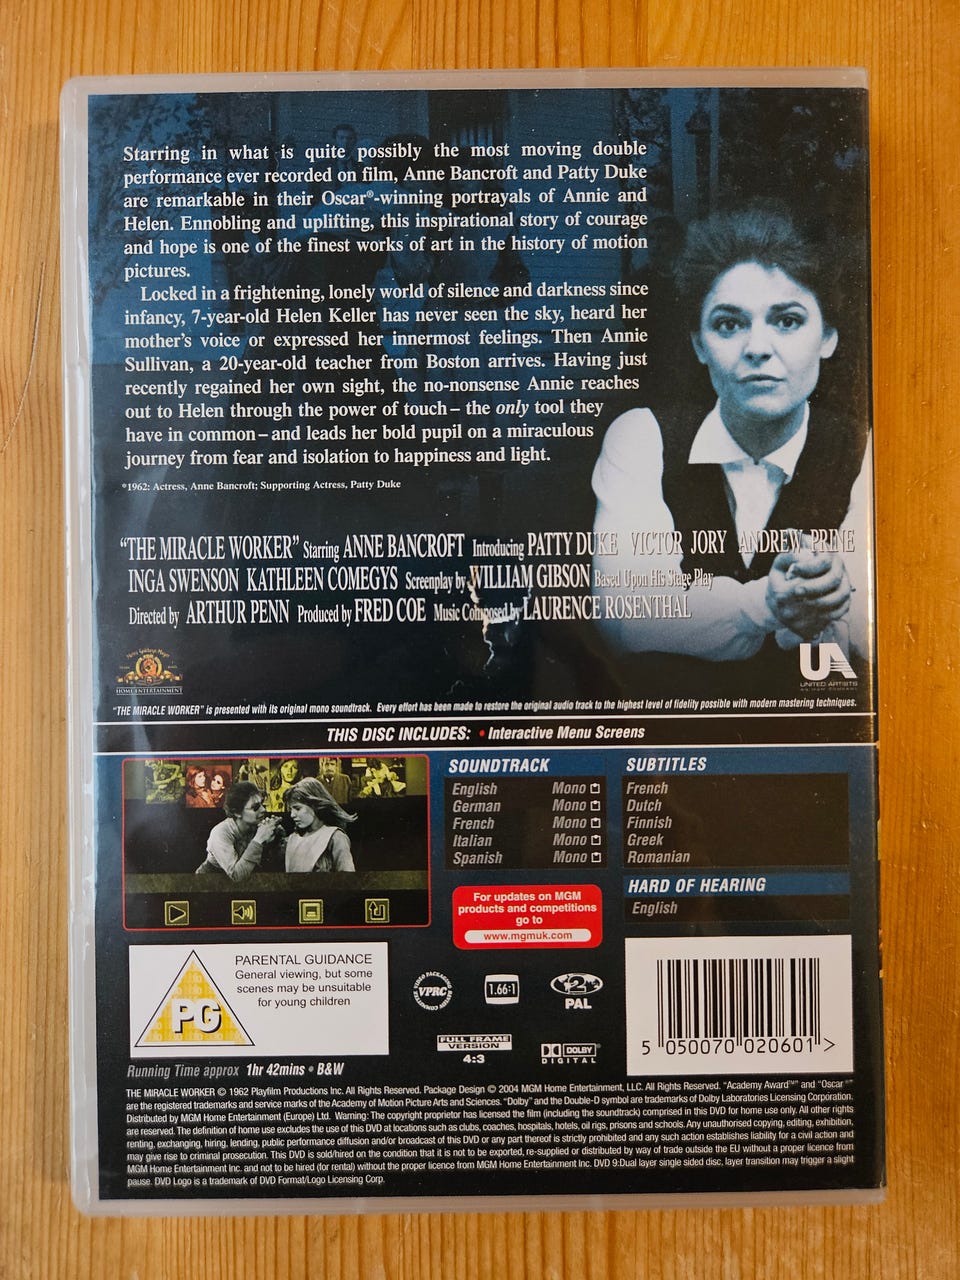 Starring in what is quite possibly the most moving double
performance ever recorded on film, Anne Bancroft and Patty Duke
are remarkable in their Oscar®-winning portrayals of Annie and
Helen. Ennobling and uplifting, this inspirational story of courage
and hope is one of the finest works of art in the history of motion
pictures.
Locked in a frightening, lonely world of silence and darkness since
infancy, 7-year-old Helen Keller has never seen the sky, heard her
mother's voice or expressed her innermost feelings. Then Annie
Sullivan, a 20-year-old teacher from Boston arrives. Having just
recently regained her own sight, the no-nonsense Annie reaches
out to Helen through the power of touch – the only tool they
have in common – and leads her bold pupil on a miraculous
journey from fear and isolation to happiness and light.
*1962: Actress, Anne Bancroft; Supporting Actress, Patty Duke
"THE MIRACLE WORKER" Starring ANNE BANCROFT Introducing PATTY DUKE VICTOR JORY ANDREW PRINE
INGA SWENSON KATHLEEN COMEGYS Screenplay by WILLIAM GIBSON Based Upon His Stage Play
Directed by ARTHUR PENN Produced by FRED COE Music Composed by LAURENCE ROSENTHAL
HOME ENTERTAINMENT
UA
UNITED ARTISTS
"THE MIRACLE WORKER" is presented with its original mono soundtrack. Every effort has been made to restore the original audio track to the highest level of fidelity possible with modern mastering techniques.
THIS DISC INCLUDES: • Interactive Menu Screens
SOUNDTRACK
English Mono
German Mono
French Mono
Italian Mono
Spanish Mono
SUBTITLES
French
Dutch
Finnish
Greek
Romanian
HARD OF HEARING
English
For updates on MGM
products and competitions
go to
www.mgmuk.com
PG
PARENTAL GUIDANCE
General viewing, but some
scenes may be unsuitable
for young children
VPRC
1.66:1
2
PAL
FULL FRAME
VERSION
4:3
DOLBY
DIGITAL
5 050070 020601 >
Running Time approx 1hr 42mins • B&W
THE MIRACLE WORKER © 1962 Playfilm Productions Inc. All Rights Reserved. Package Design © 2004 MGM Home Entertainment, LLC. All Rights Reserved. "Academy Award®" and "Oscar®"
are the registered trademarks and service marks of the Academy of Motion Picture Arts and Sciences. "Dolby" and the Double-D symbol are trademarks of Dolby Laboratories Licensing Corporation.
Distributed by MGM Home Entertainment (Europe) Ltd. Warning: The copyright proprietor has licensed the film (including the soundtrack) comprised in this DVD for home use only. All other rights
are reserved. The definition of home use excludes the use of this DVD at locations such as clubs, coaches, hospitals, hotels, oil rigs, prisons and schools. Any unauthorised copying, editing, exhibition,
renting, exchanging, hiring, lending, public performance diffusion and/or broadcast of this DVD or any part thereof is strictly prohibited and any such action establishes liability for a civil action and
may give rise to criminal prosecution. This DVD is sold/hired on the condition that it is not to be exported, re-supplied or distributed by way of trade outside the EU without a proper licence from
MGM Home Entertainment Inc. and not to be hired (for rental) without the proper licence from MGM Home Entertainment Inc. DVD 9:Dual layer single sided disc, layer transition may trigger a slight
pause. DVD Logo is a trademark of DVD Format/Logo Licensing Corp.